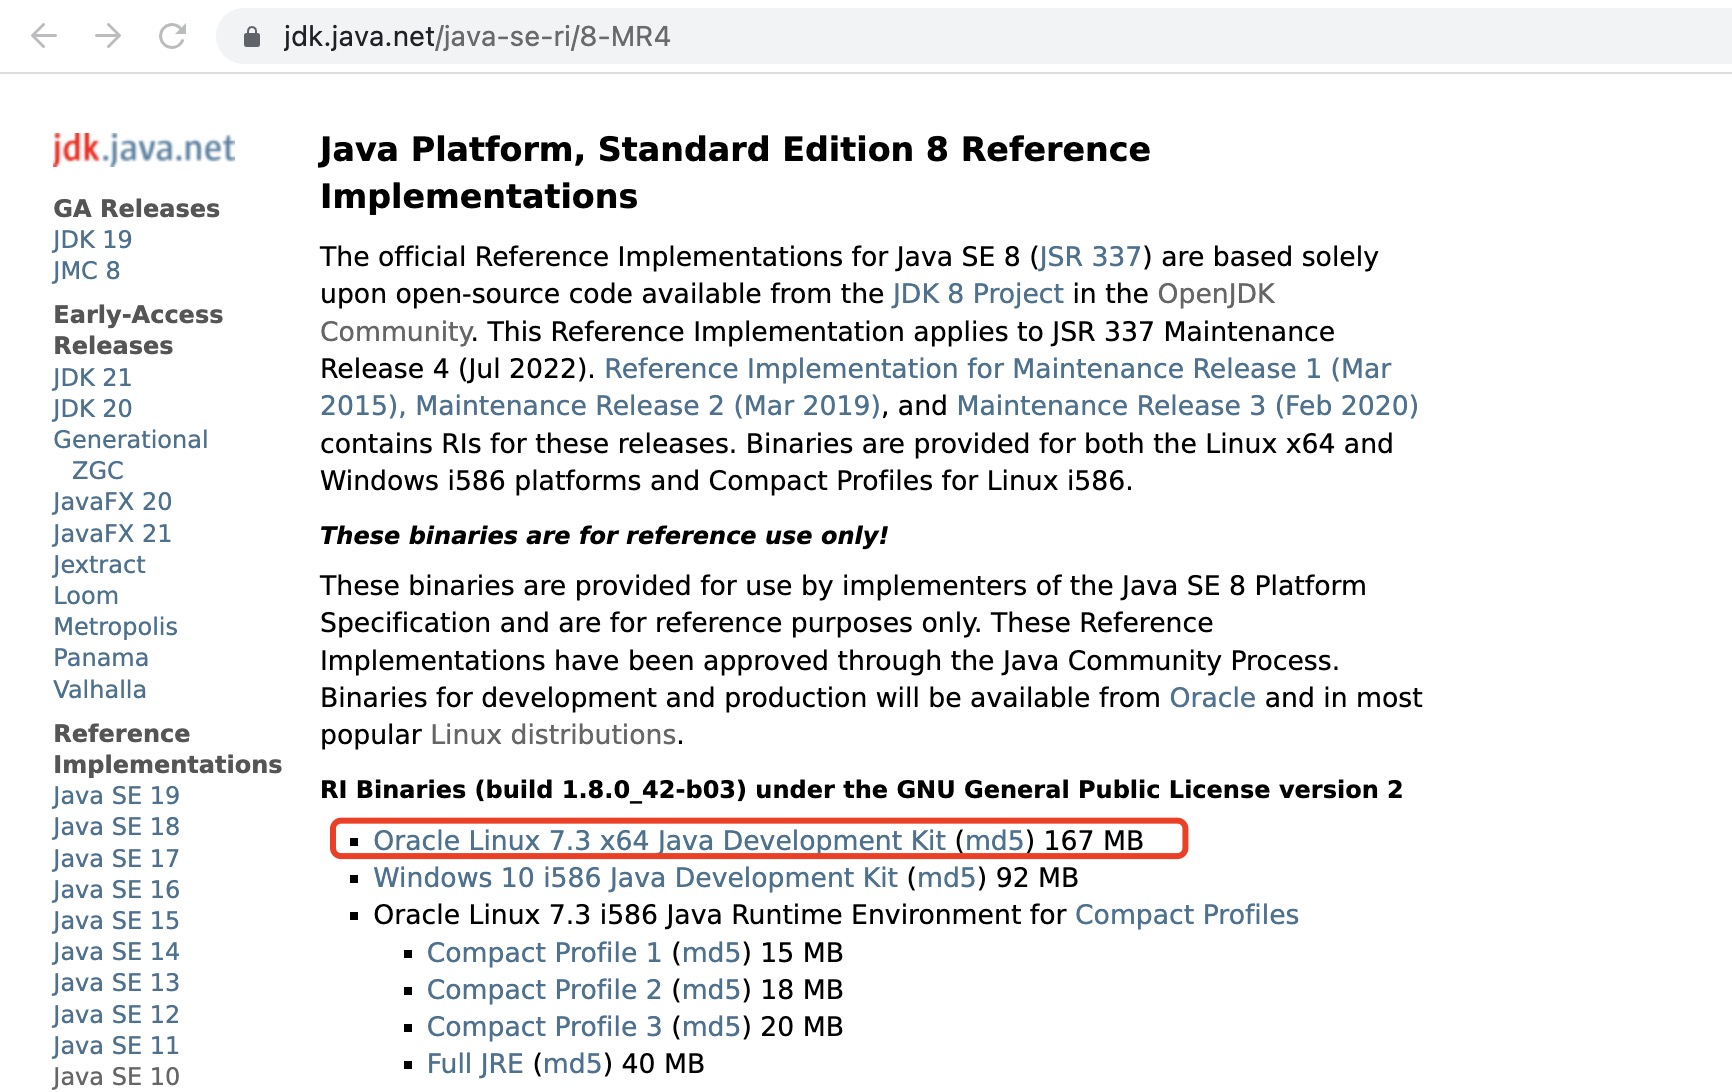 jdk.java.net/java-se-ri/8-MR4
jdk.java.net
GA Releases
JDK 19
JMC 8
Early-Access
Releases
JDK 21
JDK 20
Generational
ZGC
JavaFX 20
JavaFX 21
Jextract
Loom
Metropolis
Panama
Valhalla
Reference
Implementations
Java SE 19
Java SE 18
Java SE 17
Java SE 16
Java SE 15
Java SE 14
Java SE 13
Java SE 12
Java SE 11
Java SE 10
Java Platform, Standard Edition 8 Reference
Implementations
The official Reference Implementations for Java SE 8 (JSR 337) are based solely
upon open-source code available from the JDK 8 Project in the OpenJDK
Community. This Reference Implementation applies to JSR 337 Maintenance
Release 4 (Jul 2022). Reference Implementation for Maintenance Release 1 (Mar
2015), Maintenance Release 2 (Mar 2019), and Maintenance Release 3 (Feb 2020)
contains RIs for these releases. Binaries are provided for both the Linux x64 and
Windows i586 platforms and Compact Profiles for Linux i586.
These binaries are for reference use only!
These binaries are provided for use by implementers of the Java SE 8 Platform
Specification and are for reference purposes only. These Reference
Implementations have been approved through the Java Community Process.
Binaries for development and production will be available from Oracle and in most
popular Linux distributions.
RI Binaries (build 1.8.0_42-b03) under the GNU General Public License version 2
▪ Oracle Linux 7.3 x64 Java Development Kit (md5) 167 MB
▪ Windows 10 i586 Java Development Kit (md5) 92 MB
▪ Oracle Linux 7.3 i586 Java Runtime Environment for Compact Profiles
▪ Compact Profile 1 (md5) 15 MB
▪ Compact Profile 2 (md5) 18 MB
▪ Compact Profile 3 (md5) 20 MB
▪ Full JRE (md5) 40 MB